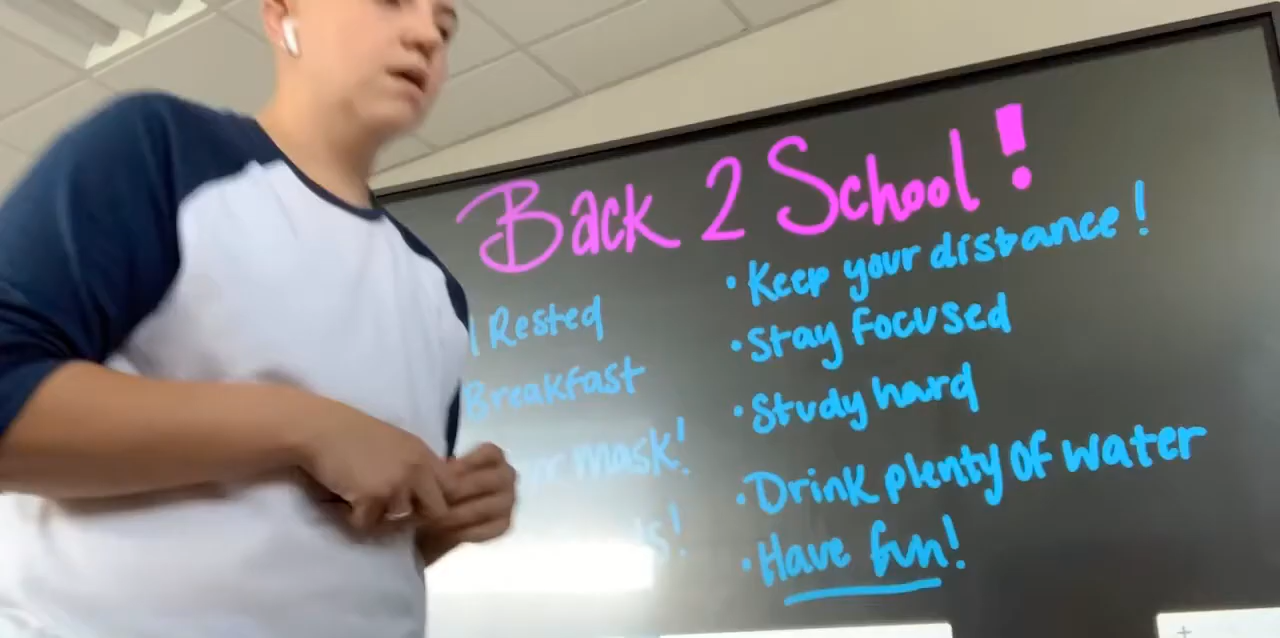 Back 2 School!
Rested
Breakfast
mask!
• Keep your distance!
• Stay focused
• Study hard
• Drink plenty of water
• Have fun!